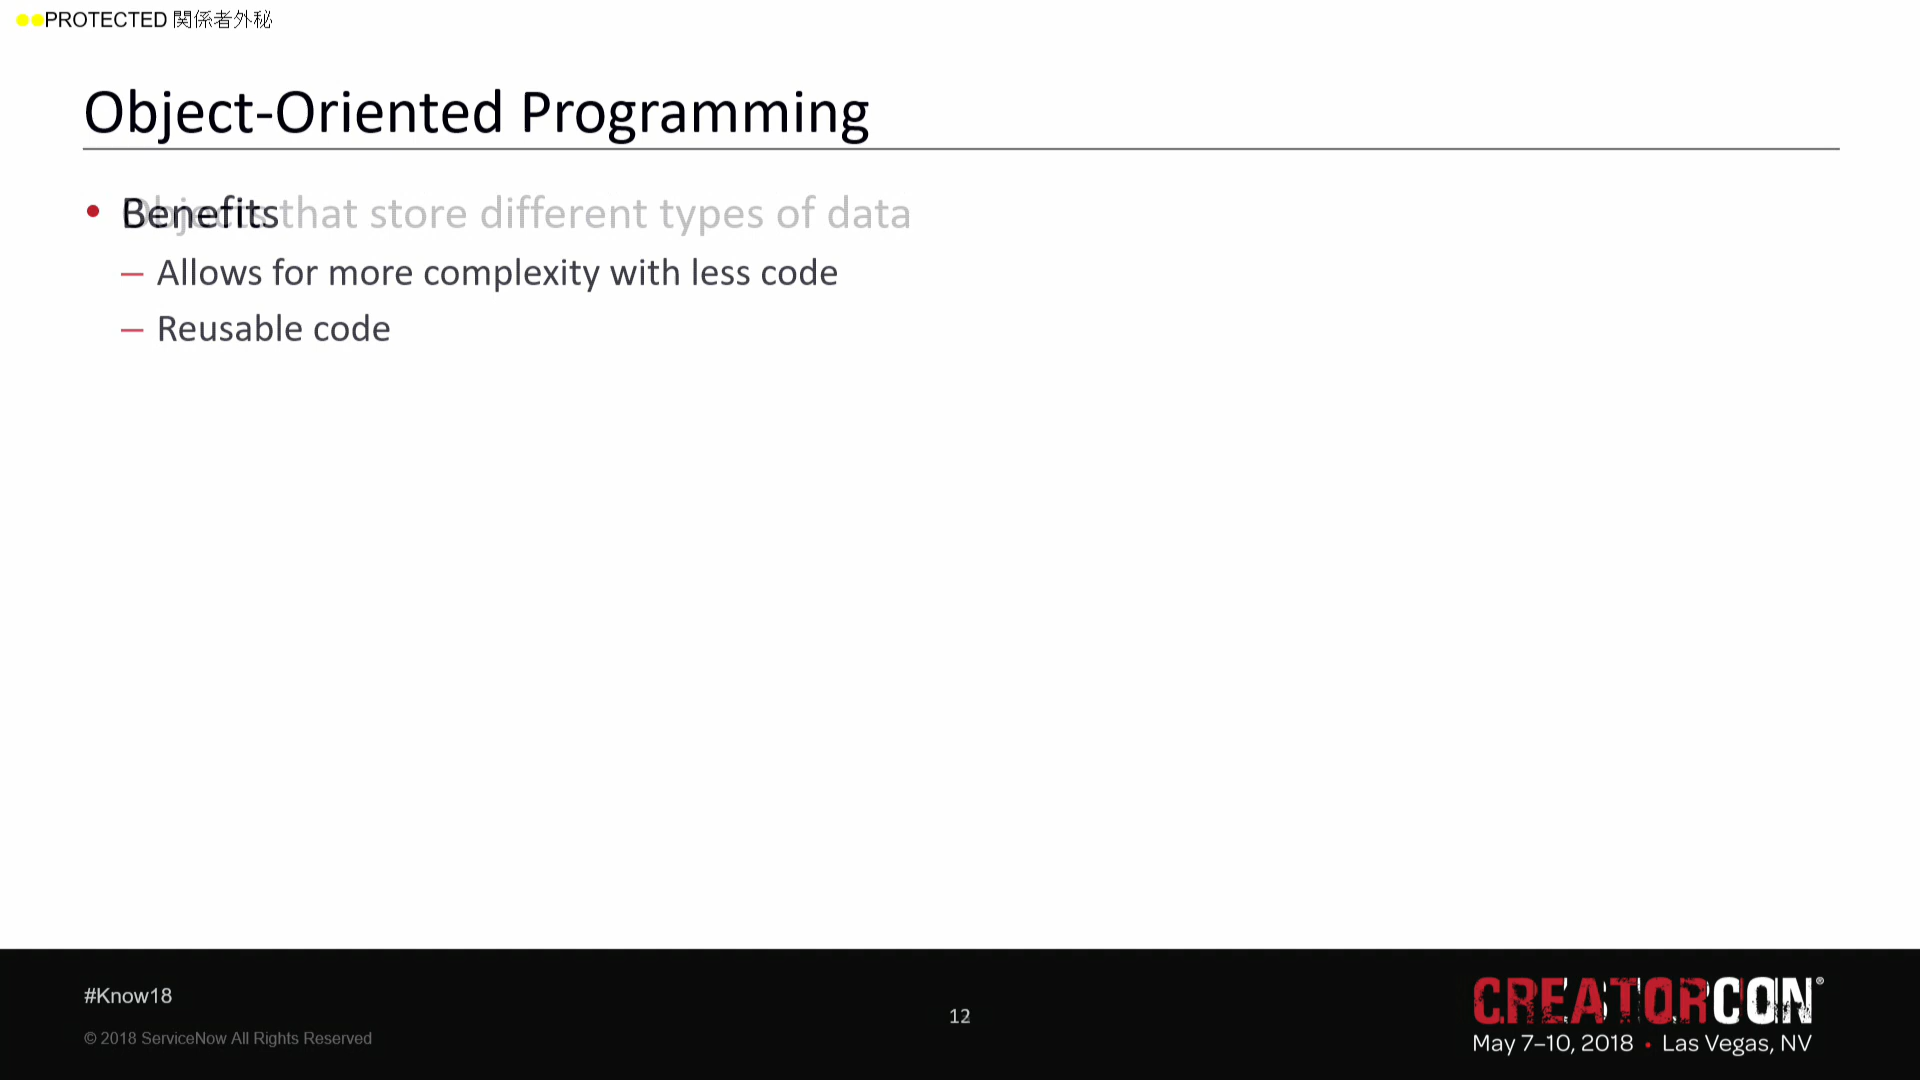 PROTECTED 関係者外秘
Object-Oriented Programming
• Benefits
Objects that store different types of data
– Allows for more complexity with less code
– Reusable code
#Know18
12
© 2018 ServiceNow All Rights Reserved
CREATORCON®
May 7–10, 2018 • Las Vegas, NV